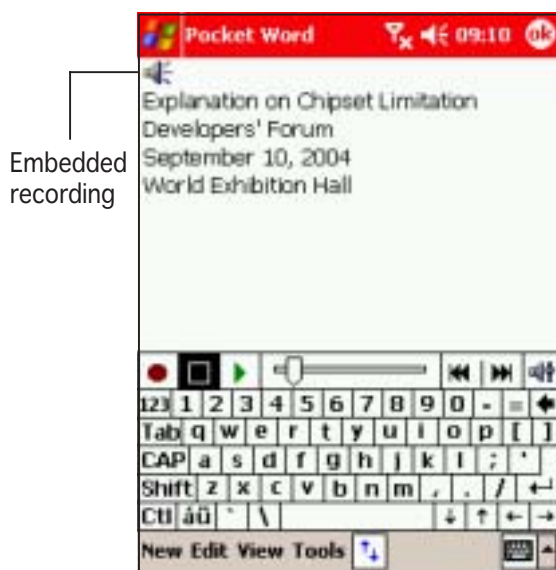 Pocket Word 09:10 ok
Explanation on Chipset Limitation
Developers' Forum
September 10, 2004
World Exhibition Hall
Embedded
recording
123 1 2 3 4 5 6 7 8 9 0 - =
Tab q w e r t y u i o p [ ]
CAP a s d f g h j k l ; '
Shift z x c v b n m , . /
Ctl áü ` \
New Edit View Tools